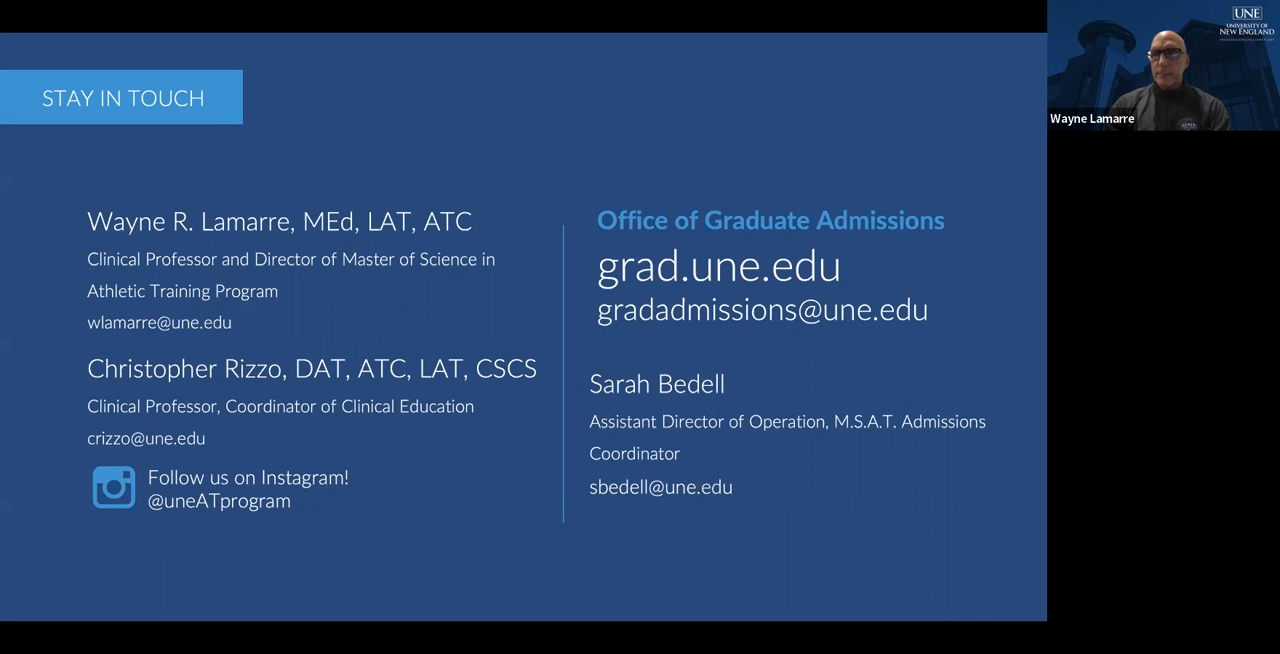 STAY IN TOUCH
Wayne R. Lamarre, MEd, LAT, ATC
Clinical Professor and Director of Master of Science in
Athletic Training Program
wlamarre@une.edu
Christopher Rizzo, DAT, ATC, LAT, CSCS
Clinical Professor, Coordinator of Clinical Education
crizzo@une.edu
Follow us on Instagram!
@uneATprogram
Office of Graduate Admissions
grad.une.edu
gradadmissions@une.edu
Sarah Bedell
Assistant Director of Operation, M.S.A.T. Admissions
Coordinator
sbedell@une.edu
UNE
UNIVERSITY OF
NEW ENGLAND
Wayne Lamarre